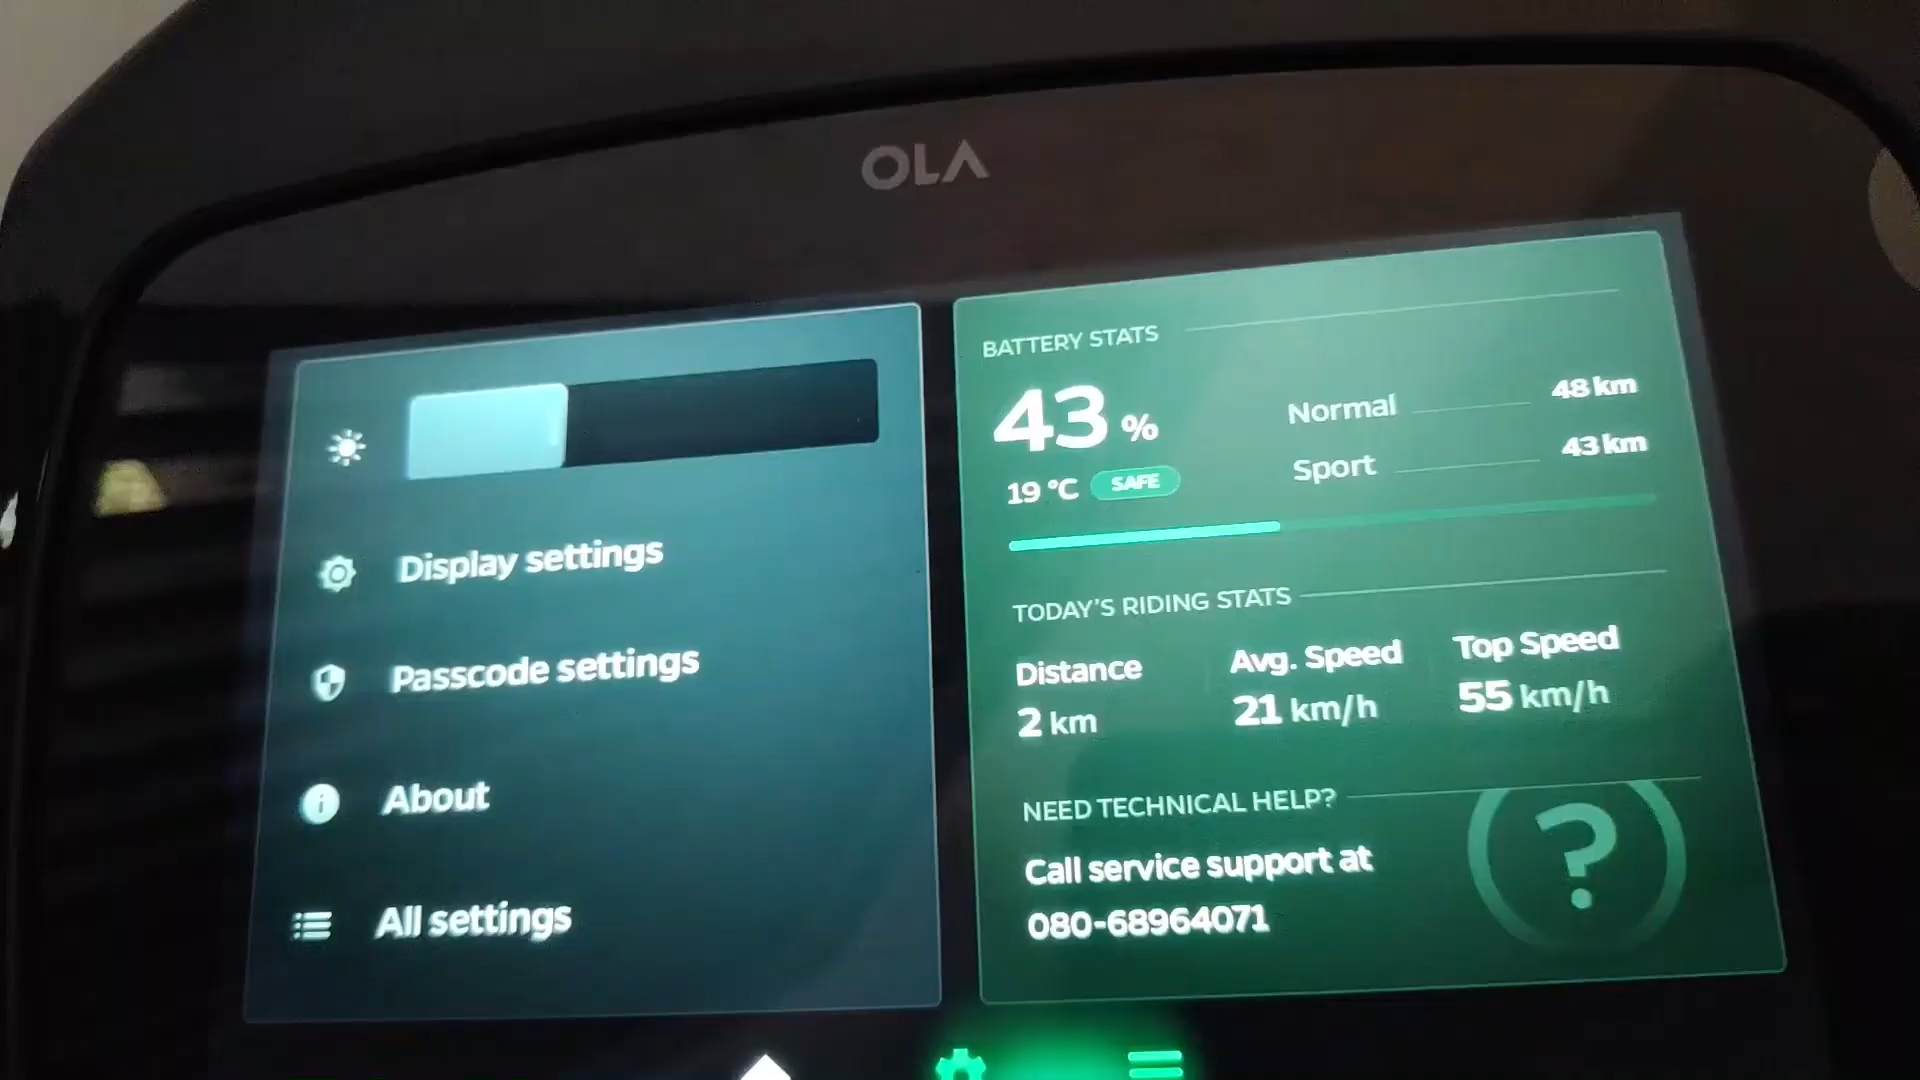 OLA
Display settings
Passcode settings
About
All settings
BATTERY STATS
43 %
19 °C SAFE
Normal 48 km
Sport 43 km
TODAY'S RIDING STATS
Distance Avg. Speed Top Speed
2 km 21 km/h 55 km/h
NEED TECHNICAL HELP?
Call service support at
080-68964071
?